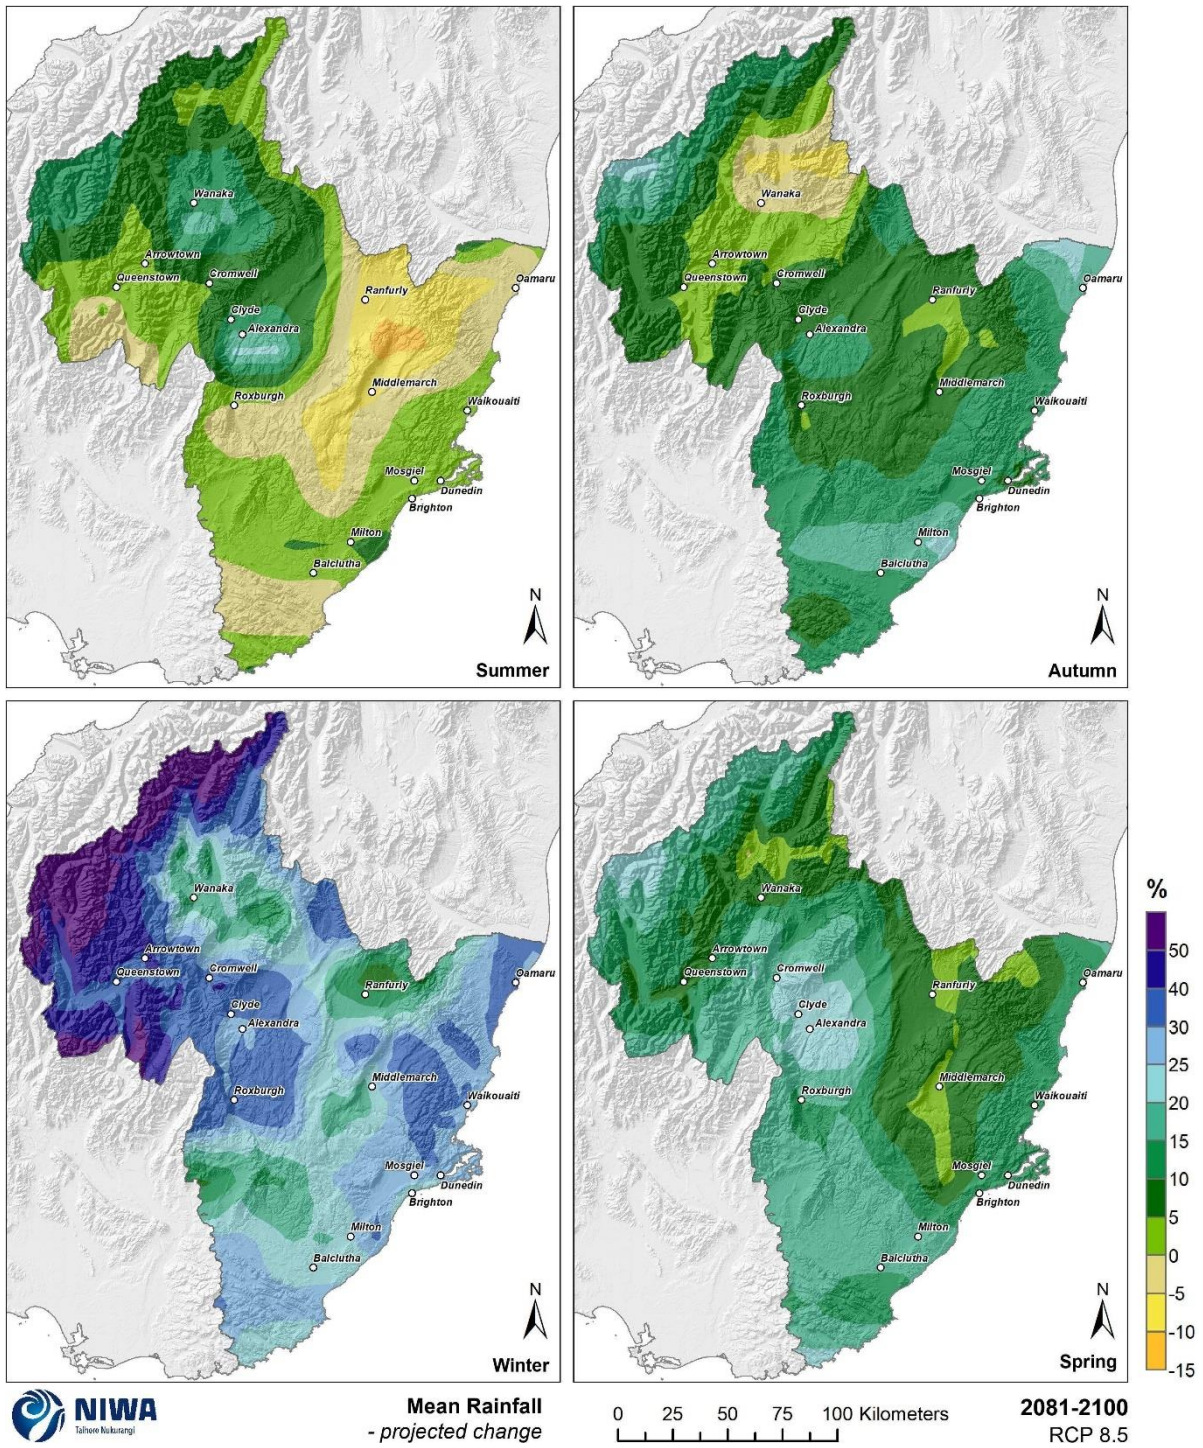 Wanaka
Arrowtown
Queenstown
Cromwell
Clyde
Alexandra
Ranfurly
Oamaru
Middlemarch
Roxburgh
Waikouaiti
Mosgiel
Dunedin
Brighton
Milton
Balclutha
N
Summer
Wanaka
Arrowtown
Queenstown
Cromwell
Clyde
Alexandra
Ranfurly
Oamaru
Middlemarch
Roxburgh
Waikouaiti
Mosgiel
Dunedin
Brighton
Milton
Balclutha
N
Autumn
Wanaka
Arrowtown
Queenstown
Cromwell
Clyde
Alexandra
Ranfurly
Oamaru
Middlemarch
Roxburgh
Waikouaiti
Mosgiel
Dunedin
Brighton
Milton
Balclutha
N
Winter
Wanaka
Arrowtown
Queenstown
Cromwell
Clyde
Alexandra
Ranfurly
Oamaru
Middlemarch
Roxburgh
Waikouaiti
Mosgiel
Dunedin
Brighton
Milton
Balclutha
N
Spring
%
50
40
30
25
20
15
10
5
0
-5
-10
-15
NIWA
Taihoro Nukurangi
Mean Rainfall
- projected change
0 25 50 75 100 Kilometers
2081-2100
RCP 8.5